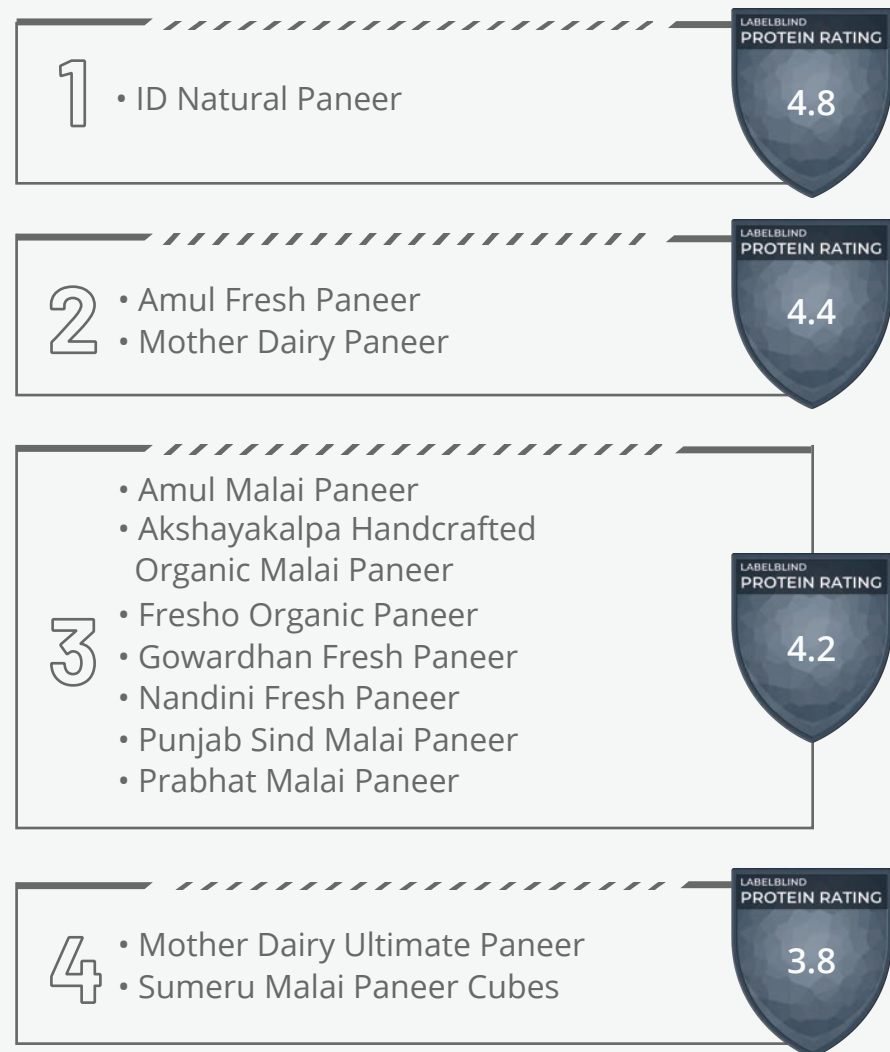 1
• ID Natural Paneer
LABELBLIND
PROTEIN RATING
4.8
2
• Amul Fresh Paneer
• Mother Dairy Paneer
LABELBLIND
PROTEIN RATING
4.4
3
• Amul Malai Paneer
• Akshayakalpa Handcrafted
Organic Malai Paneer
• Fresho Organic Paneer
• Gowardhan Fresh Paneer
• Nandini Fresh Paneer
• Punjab Sind Malai Paneer
• Prabhat Malai Paneer
LABELBLIND
PROTEIN RATING
4.2
4
• Mother Dairy Ultimate Paneer
• Sumeru Malai Paneer Cubes
LABELBLIND
PROTEIN RATING
3.8